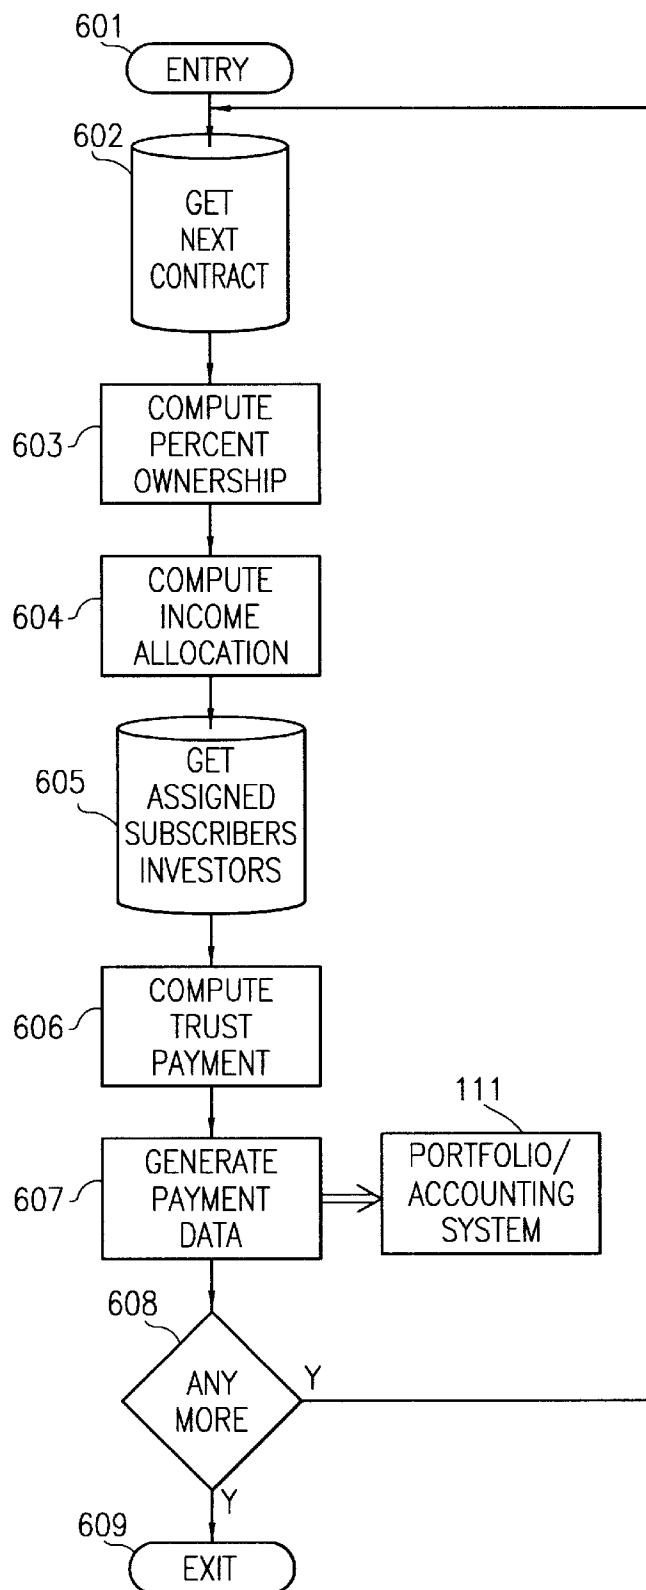 601
ENTRY
602
GET
NEXT
CONTRACT
603
COMPUTE
PERCENT
OWNERSHIP
604
COMPUTE
INCOME
ALLOCATION
605
GET
ASSIGNED
SUBSCRIBERS
INVESTORS
606
COMPUTE
TRUST
PAYMENT
607
GENERATE
PAYMENT
DATA
111
PORTFOLIO/
ACCOUNTING
SYSTEM
608
ANY
MORE
Y
Y
609
EXIT